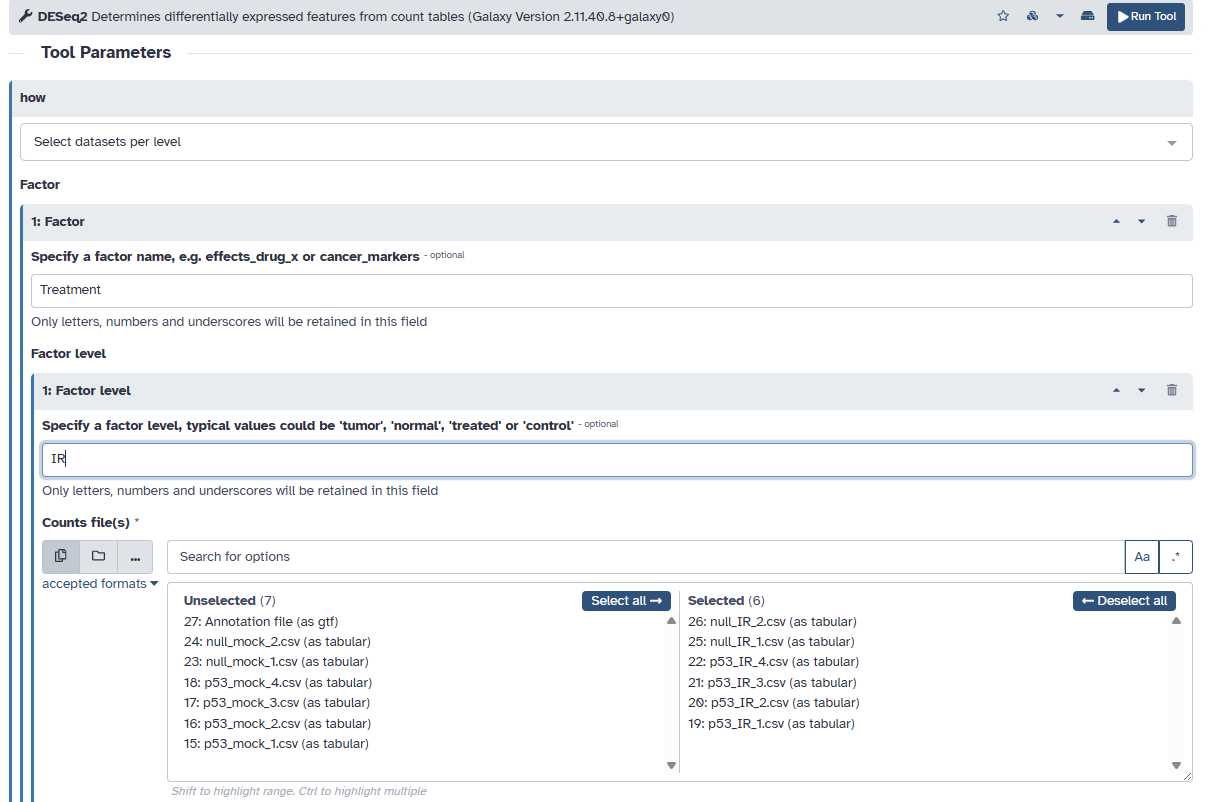 DESeq2 Determines differentially expressed features from count tables (Galaxy Version 2.11.40.8+galaxy0)
Run Tool
Tool Parameters
how
Select datasets per level
Factor
1: Factor
Specify a factor name, e.g. effects_drug_x or cancer_markers - optional
Treatment
Only letters, numbers and underscores will be retained in this field
Factor level
1: Factor level
Specify a factor level, typical values could be 'tumor', 'normal', 'treated' or 'control' - optional
IR
Only letters, numbers and underscores will be retained in this field
Counts file(s) *
... Search for options Aa .*
accepted formats
Unselected (7) Select all → Selected (6) ← Deselect all
27: Annotation file (as gtf) 26: null_IR_2.csv (as tabular)
24: null_mock_2.csv (as tabular) 25: null_IR_1.csv (as tabular)
23: null_mock_1.csv (as tabular) 22: p53_IR_4.csv (as tabular)
18: p53_mock_4.csv (as tabular) 21: p53_IR_3.csv (as tabular)
17: p53_mock_3.csv (as tabular) 20: p53_IR_2.csv (as tabular)
16: p53_mock_2.csv (as tabular) 19: p53_IR_1.csv (as tabular)
15: p53_mock_1.csv (as tabular)
Shift to highlight range. Ctrl to highlight multiple